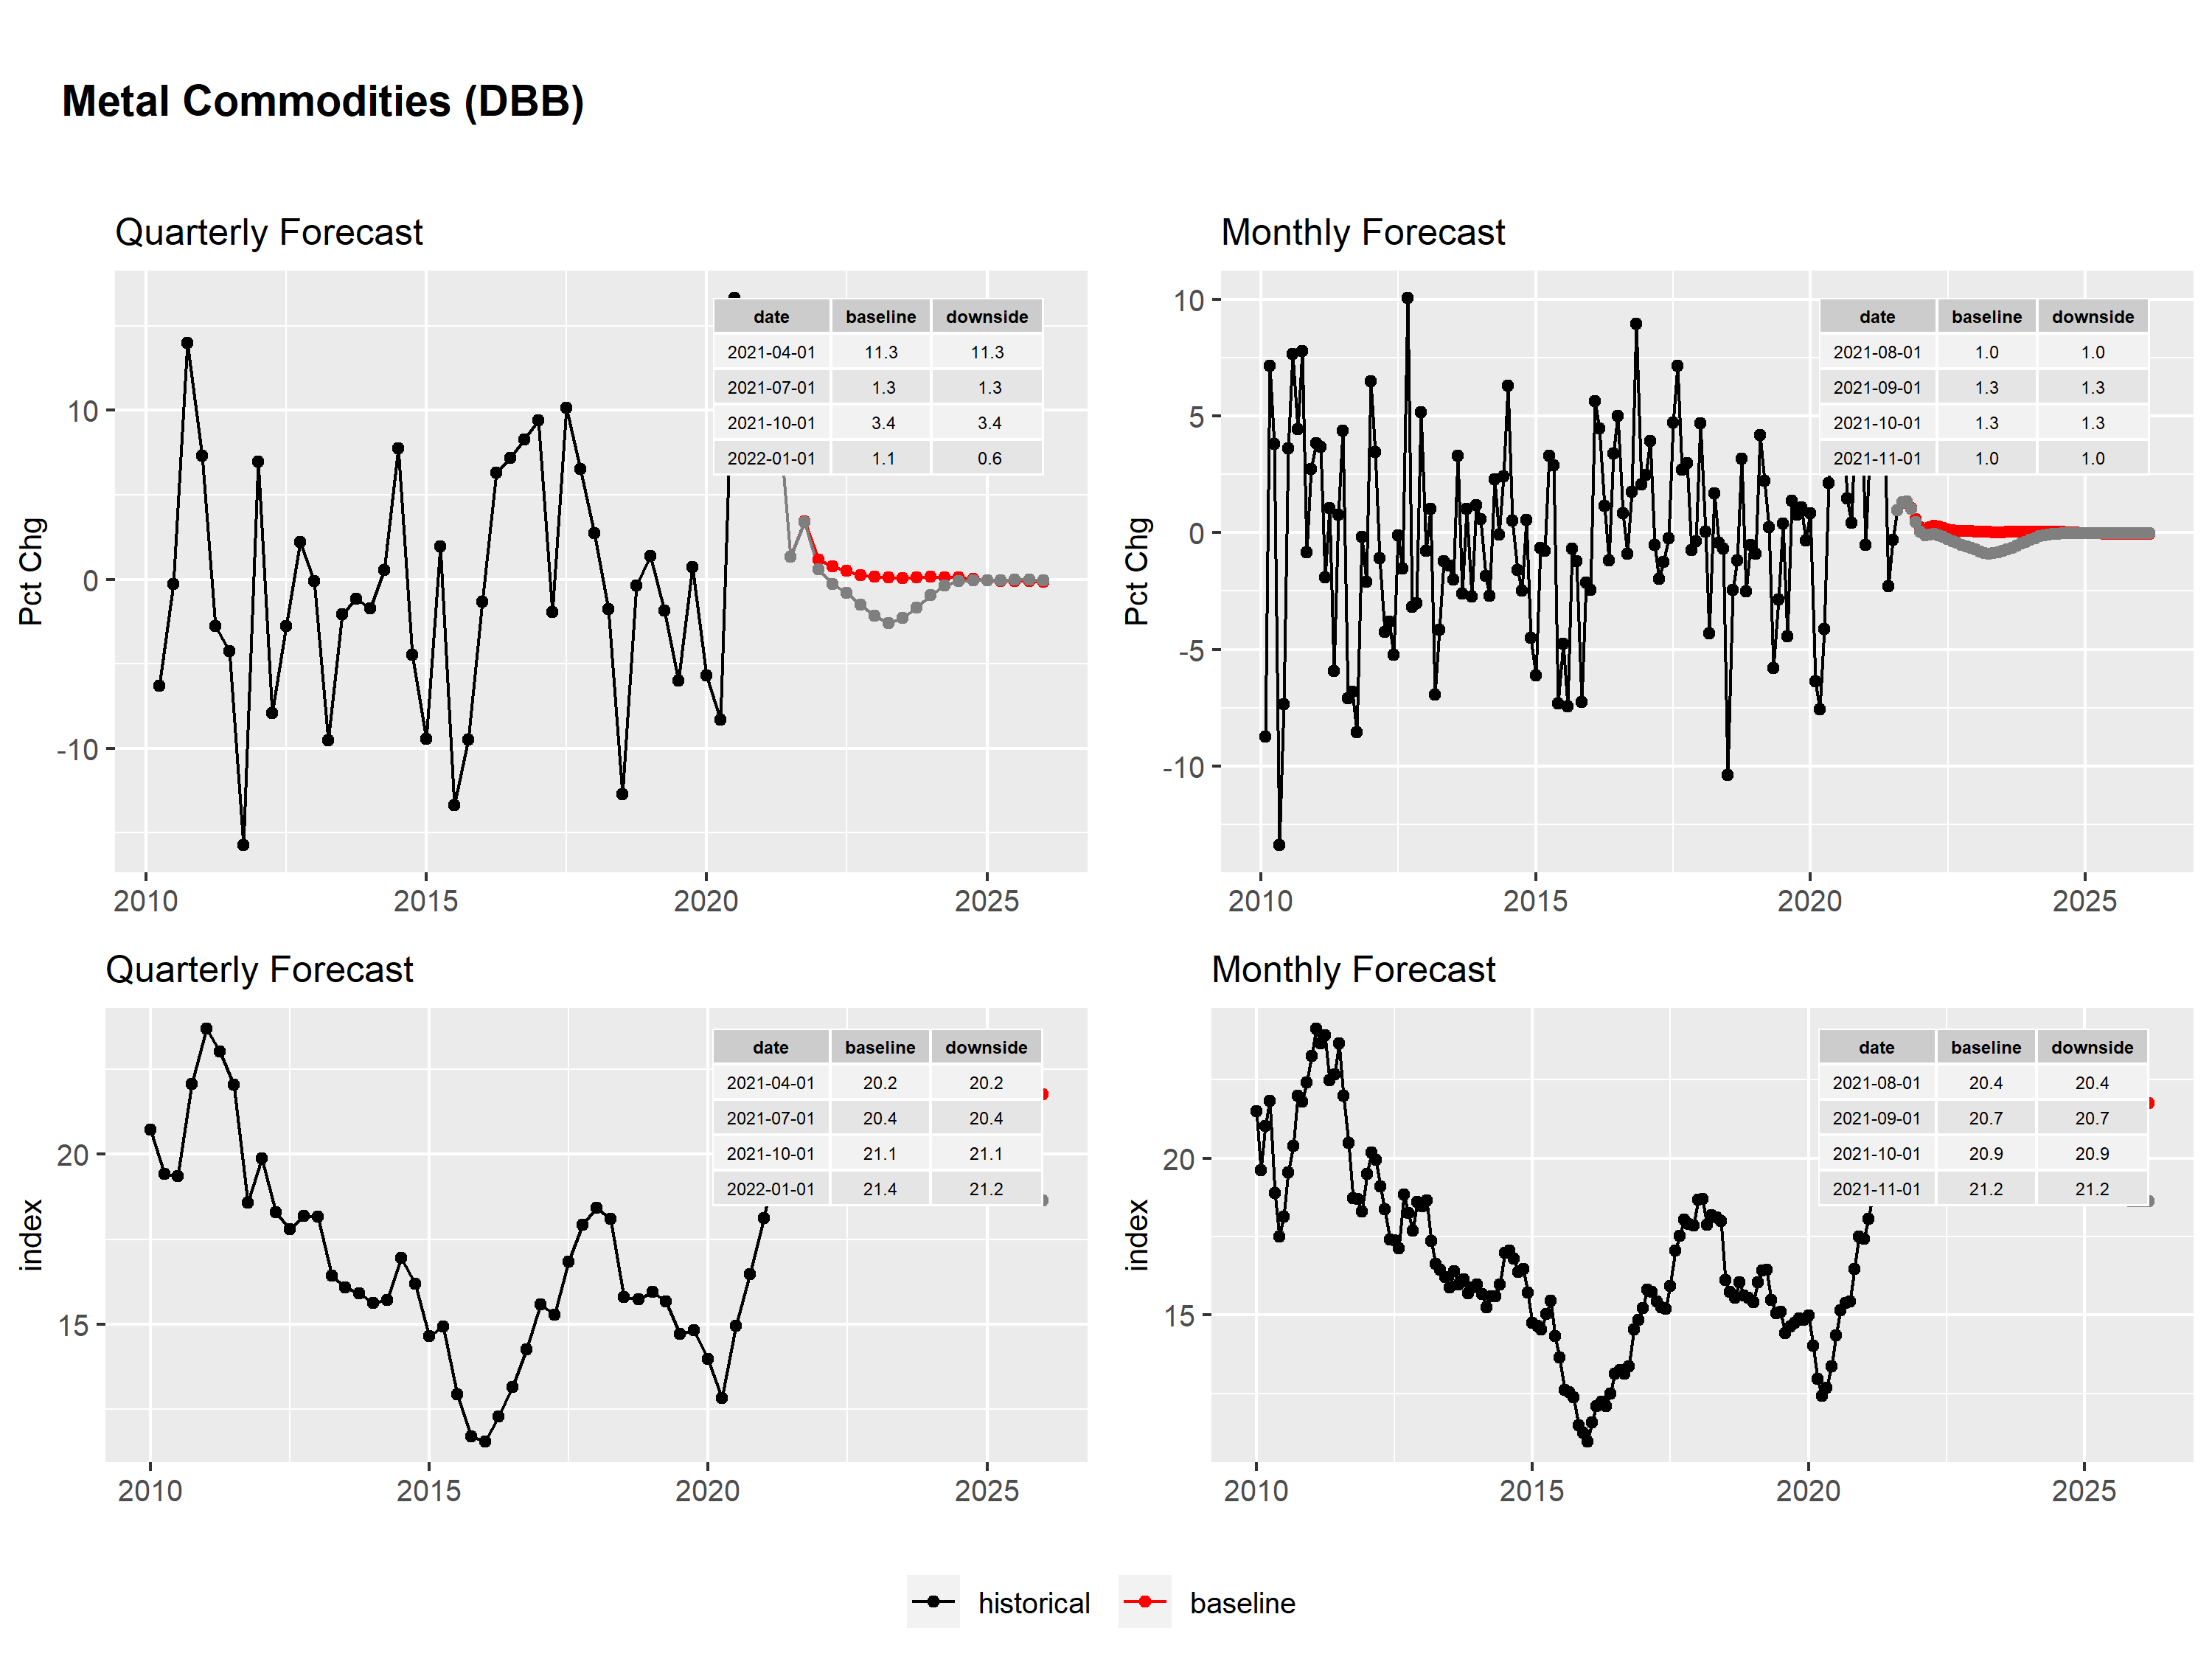 Metal Commodities (DBB)
Quarterly Forecast
Pct Chg
10
0
-10
2010 2015 2020 2025
date baseline downside
2021-04-01 11.3 11.3
2021-07-01 1.3 1.3
2021-10-01 3.4 3.4
2022-01-01 1.1 0.6
Monthly Forecast
Pct Chg
10
5
0
-5
-10
2010 2015 2020 2025
date baseline downside
2021-08-01 1.0 1.0
2021-09-01 1.3 1.3
2021-10-01 1.3 1.3
2021-11-01 1.0 1.0
Quarterly Forecast
index
20
15
2010 2015 2020 2025
date baseline downside
2021-04-01 20.2 20.2
2021-07-01 20.4 20.4
2021-10-01 21.1 21.1
2022-01-01 21.4 21.2
Monthly Forecast
index
20
15
2010 2015 2020 2025
date baseline downside
2021-08-01 20.4 20.4
2021-09-01 20.7 20.7
2021-10-01 20.9 20.9
2021-11-01 21.2 21.2
historical baseline